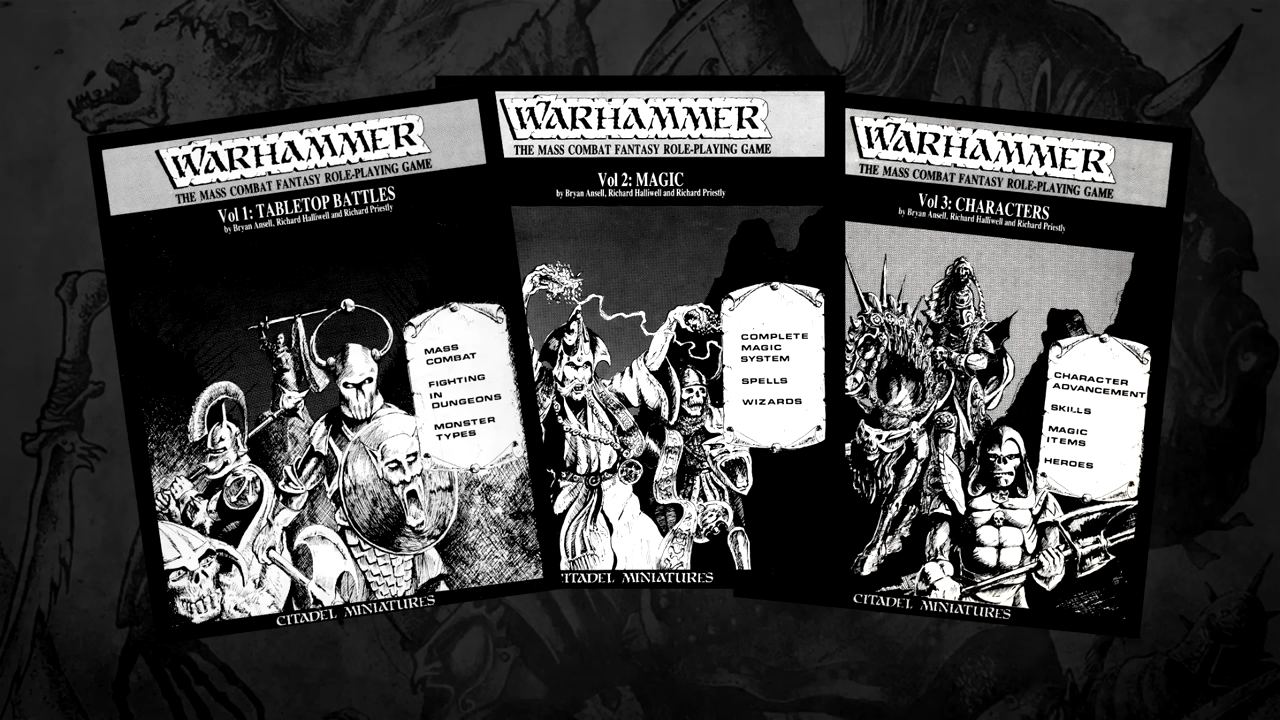 WARHAMMER
THE MASS COMBAT FANTASY ROLE-PLAYING GAME
Vol 1: TABLETOP BATTLES
by Bryan Ansell, Richard Halliwell and Richard Priestly
MASS
COMBAT
FIGHTING
IN
DUNGEONS
MONSTER
TYPES
CITADEL MINIATURES
WARHAMMER
THE MASS COMBAT FANTASY ROLE-PLAYING GAME
Vol 2: MAGIC
by Bryan Ansell, Richard Halliwell and Richard Priestly
COMPLETE
MAGIC
SYSTEM
SPELLS
WIZARDS
CITADEL MINIATURES
WARHAMMER
THE MASS COMBAT FANTASY ROLE-PLAYING GAME
Vol 3: CHARACTERS
by Bryan Ansell, Richard Halliwell and Richard Priestly
CHARACTER
ADVANCEMENT
SKILLS
MAGIC
ITEMS
HEROES
CITADEL MINIATURES